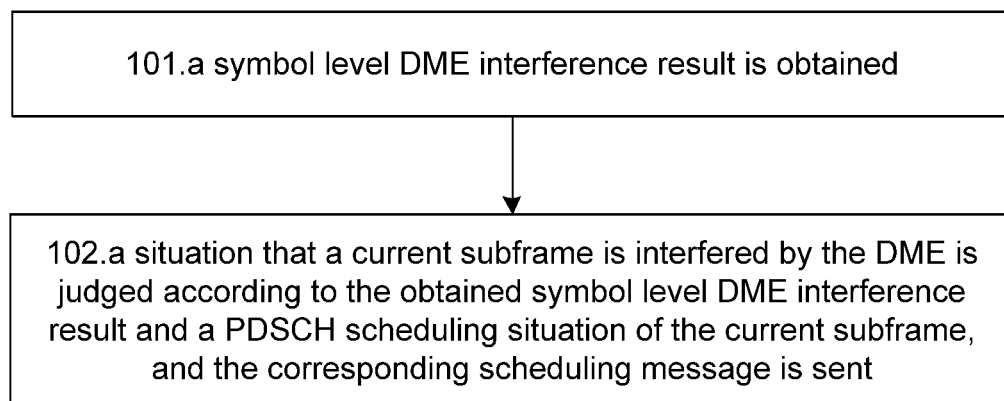 101.a symbol level DME interference result is obtained
102.a situation that a current subframe is interfered by the DME is
judged according to the obtained symbol level DME interference
result and a PDSCH scheduling situation of the current subframe,
and the corresponding scheduling message is sent